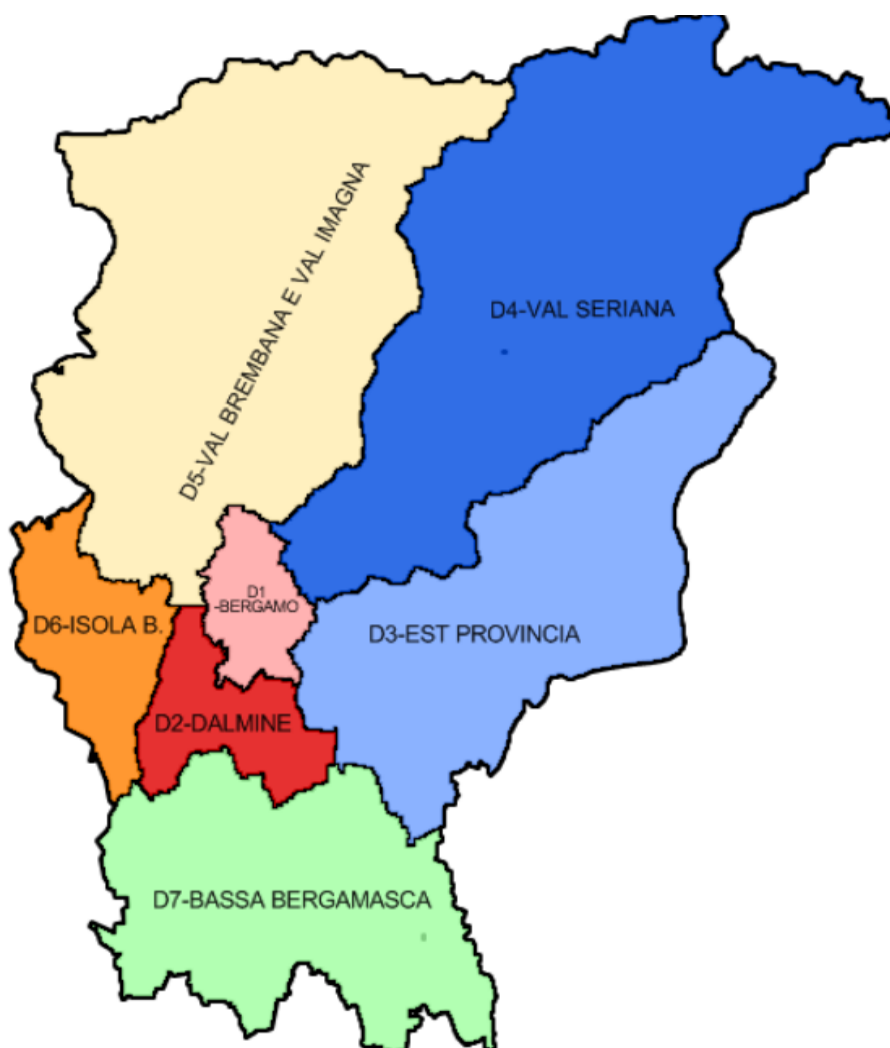 D5-VAL BREMBANA E VAL IMAGNA
D4-VAL SERIANA
D1
-BERGAMO
D6-ISOLA B.
D3-EST PROVINCIA
D2-DALMINE
D7-BASSA BERGAMASCA